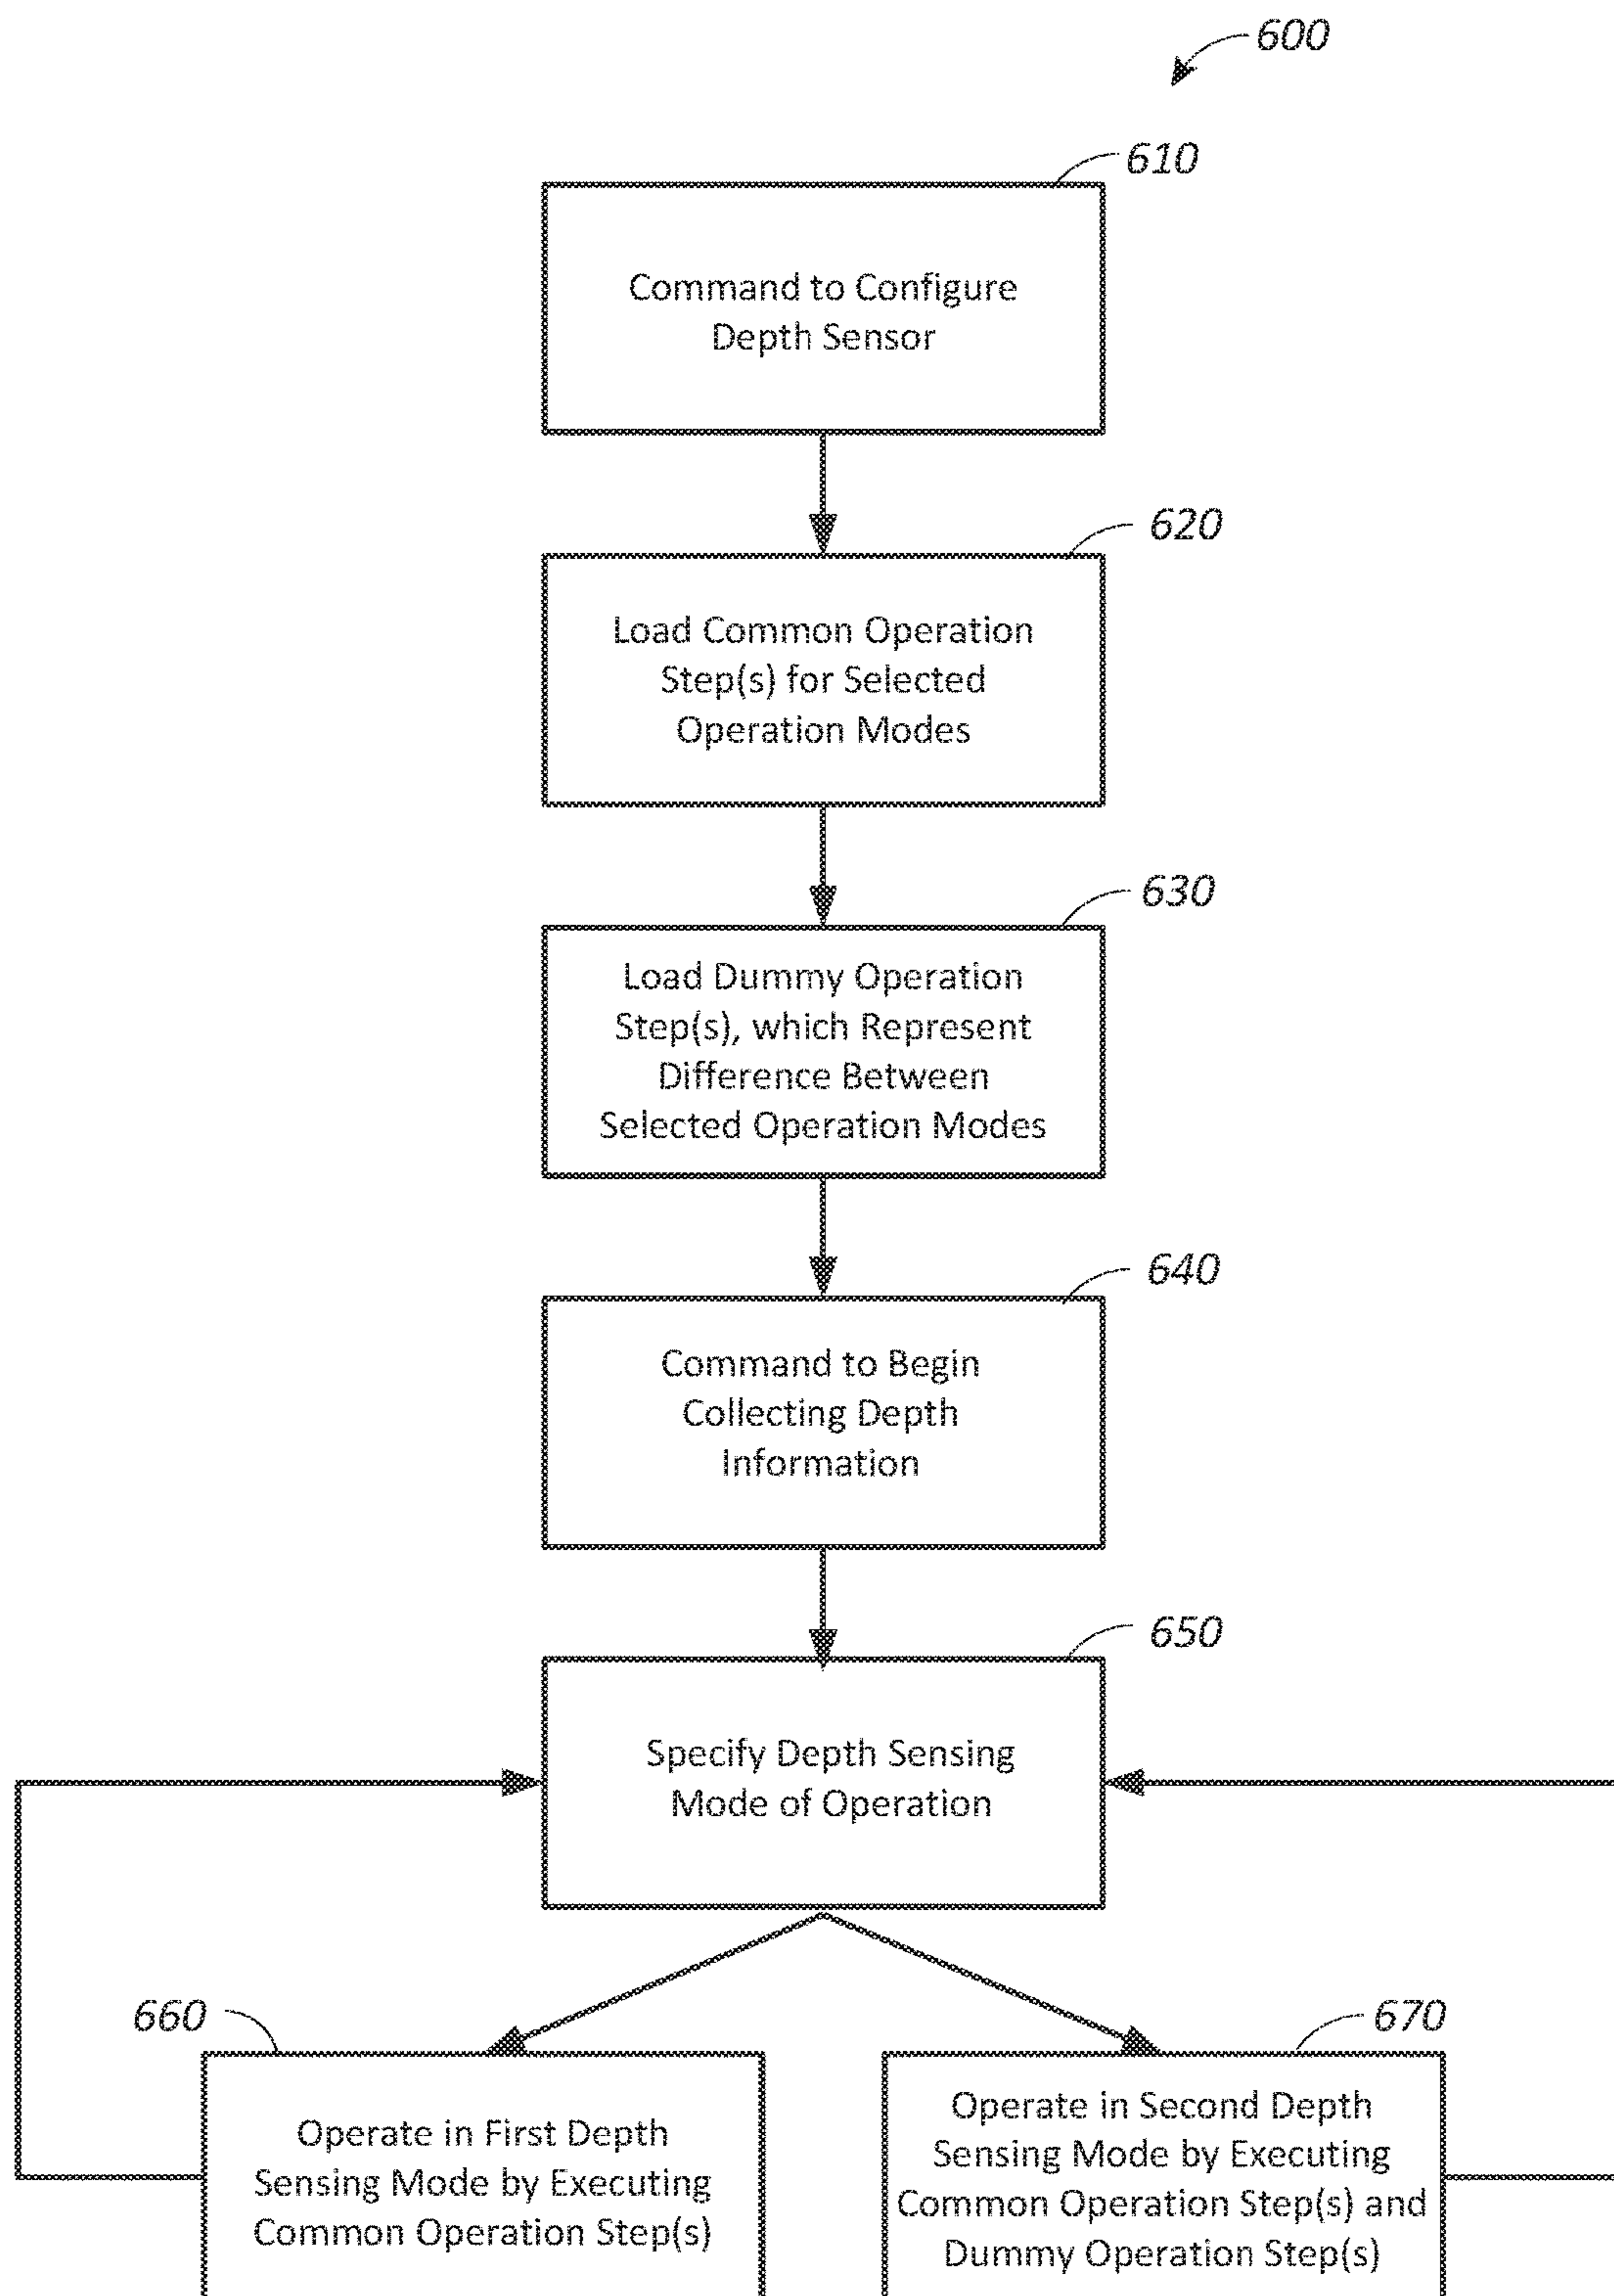 600
610
Command to Configure
Depth Sensor
620
Load Common Operation
Step(s) for Selected
Operation Modes
630
Load Dummy Operation
Step(s), which Represent
Difference Between
Selected Operation Modes
640
Command to Begin
Collecting Depth
Information
650
Specify Depth Sensing
Mode of Operation
660
Operate in First Depth
Sensing Mode by Executing
Common Operation Step(s)
670
Operate in Second Depth
Sensing Mode by Executing
Common Operation Step(s) and
Dummy Operation Step(s)